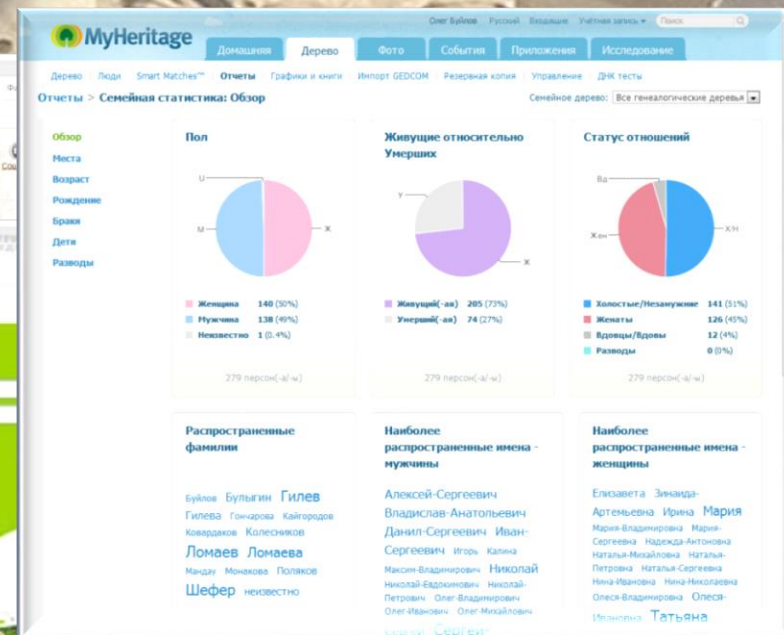 Олег Буйлов Русский Входящие Учётная запись Поиск
MyHeritage
Домашняя Дерево Фото События Приложения Исследование
Дерево Люди Smart Matches™ Отчеты Графики и книги Импорт GEDCOM Резервная копия Управление ДНК тесты
Отчеты > Семейная статистика: Обзор
Семейное дерево: Все генеалогические деревья
Обзор
Места
Возраст
Рождение
Браки
Дети
Разводы
Пол
U
М
Ж
Женщина 140 (50%)
Мужчина 138 (49%)
Неизвестно 1 (0.4%)
279 персон(-а/-ы)
Живущие относительно
Умерших
У
Ж
Живущий(-ая) 205 (73%)
Умерший(-ая) 74 (27%)
279 персон(-а/-ы)
Статус отношений
Вд
Жен
Х/Н
Холостые/Незамужние 141 (51%)
Женаты 126 (45%)
Вдовцы/Вдовы 12 (4%)
Разводы 0 (0%)
279 персон(-а/-ы)
Распространенные
фамилии
Буйлов Булыгин Гилев
Гилева Гончарова Кайгородов
Ковардаков Колесников
Ломаев Ломаева
Мандау Монакова Поляков
Шефер неизвестно
Наиболее
распространенные имена -
мужчины
Алексей-Сергеевич
Владислав-Анатольевич
Данил-Сергеевич Иван-
Сергеевич Игорь Калина
Максим-Владимирович Николай
Николай-Евдокимович Николай-
Петрович Олег-Владимирович
Олег-Иванович Олег-Михайлович
Сергей-
Наиболее
распространенные имена -
женщины
Елизавета Зинаида-
Артемьевна Ирина Мария
Мария-Владимировна Мария-
Сергеевна Надежда-Антоновна
Наталья-Михайловна Наталья-
Петровна Наталья-Сергеевна
Нина-Ивановна Нина-Николаевна
Олеся-Владимировна Олеся-
Ивановна Татьяна